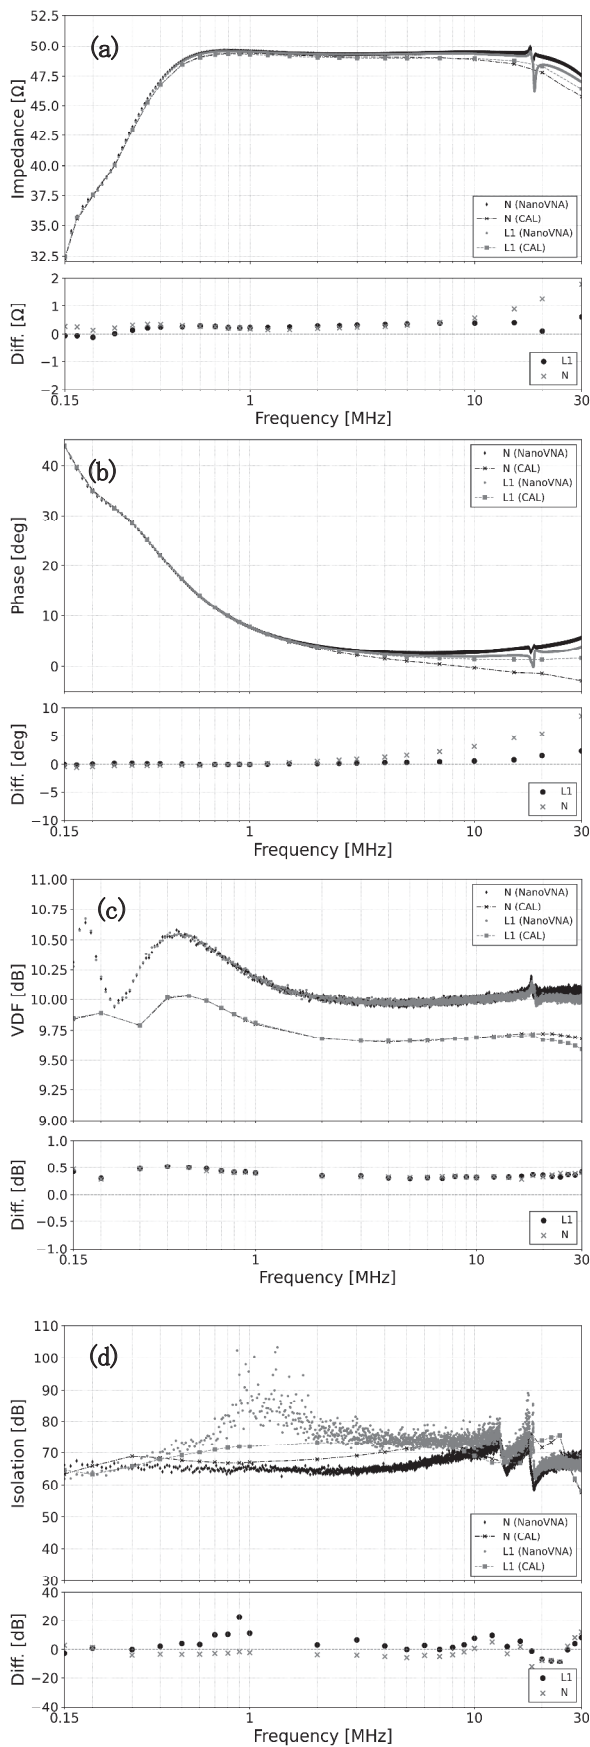 (a)
Impedance [Ω]
52.5
50.0
47.5
45.0
42.5
40.0
37.5
35.0
32.5
N (NanoVNA)
N (CAL)
L1 (NanoVNA)
L1 (CAL)
Diff. [Ω]
2
1
0
−1
−2
L1
N
0.15 1 10 30
Frequency [MHz]
(b)
Phase [deg]
40
30
20
10
0
N (NanoVNA)
N (CAL)
L1 (NanoVNA)
L1 (CAL)
Diff. [deg]
10
5
0
−5
−10
L1
N
0.15 1 10 30
Frequency [MHz]
(c)
VDF [dB]
11.00
10.75
10.50
10.25
10.00
9.75
9.50
9.25
9.00
N (NanoVNA)
N (CAL)
L1 (NanoVNA)
L1 (CAL)
Diff. [dB]
1.0
0.5
0.0
−0.5
−1.0
L1
N
0.15 1 10 30
Frequency [MHz]
(d)
Isolation [dB]
110
100
90
80
70
60
50
40
30
N (NanoVNA)
N (CAL)
L1 (NanoVNA)
L1 (CAL)
Diff. [dB]
40
20
0
−20
−40
L1
N
0.15 1 10 30
Frequency [MHz]